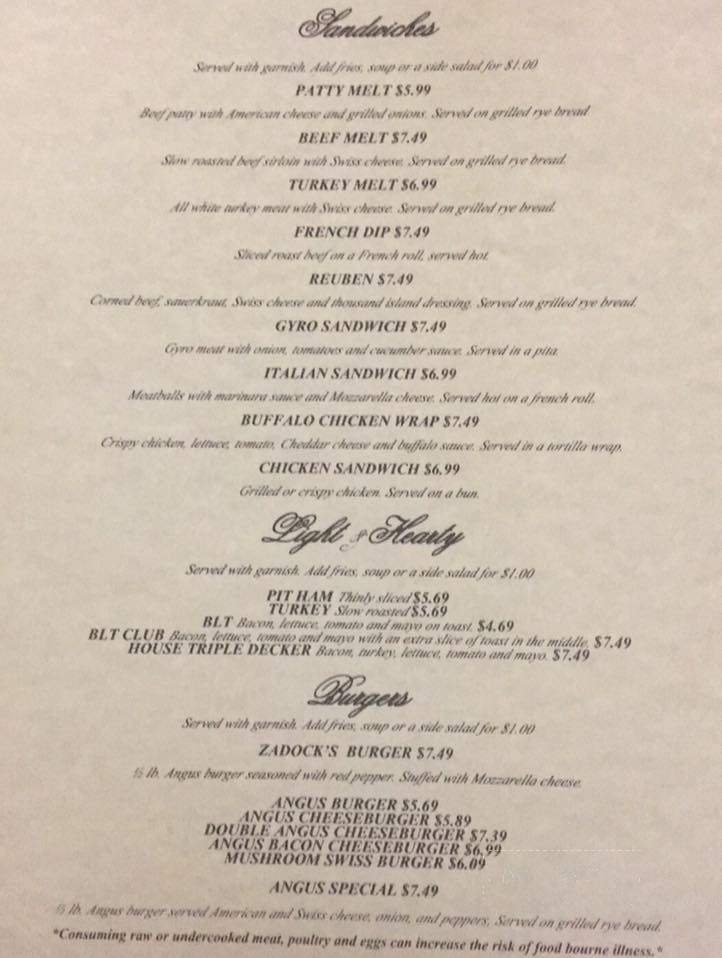 Sandwiches
Served with garnish. Add fries, soup or a side salad for $1.00
PATTY MELT $5.99
Beef patty with American cheese and grilled onions. Served on grilled rye bread.
BEEF MELT $7.49
Slow roasted beef sirloin with Swiss cheese. Served on grilled rye bread.
TURKEY MELT $6.99
All white turkey meat with Swiss cheese. Served on grilled rye bread.
FRENCH DIP $7.49
Sliced roast beef on a French roll, served hot.
REUBEN $7.49
Corned beef, sauerkraut, Swiss cheese and thousand island dressing. Served on grilled rye bread.
GYRO SANDWICH $7.49
Gyro meat with onion, tomatoes and cucumber sauce. Served in a pita.
ITALIAN SANDWICH $6.99
Meatballs with marinara sauce and Mozzarella cheese. Served hot on a french roll.
BUFFALO CHICKEN WRAP $7.49
Crispy chicken, lettuce, tomato, Cheddar cheese and buffalo sauce. Served in a tortilla wrap.
CHICKEN SANDWICH $6.99
Grilled or crispy chicken. Served on a bun.
Light & Hearty
Served with garnish. Add fries, soup or a side salad for $1.00
PIT HAM Thinly sliced $5.69
TURKEY Slow roasted $5.69
BLT Bacon, lettuce, tomato and mayo on toast. $4.69
BLT CLUB Bacon, lettuce, tomato and mayo with an extra slice of toast in the middle. $7.49
HOUSE TRIPLE DECKER Bacon, turkey, lettuce, tomato and mayo. $7.49
Burgers
Served with garnish. Add fries, soup or a side salad for $1.00
ZADOCK'S BURGER $7.49
lb. Angus burger seasoned with red pepper. Stuffed with Mozzarella cheese.
ANGUS BURGER $5.69
ANGUS CHEESEBURGER $5.89
DOUBLE ANGUS CHEESEBURGER $7.39
ANGUS BACON CHEESEBURGER $6.99
MUSHROOM SWISS BURGER $6.09
ANGUS SPECIAL $7.49
lb. Angus burger served American and Swiss cheese, onion, and peppers, Served on grilled rye bread.
*Consuming raw or undercooked meat, poultry and eggs can increase the risk of food bourne illness.*